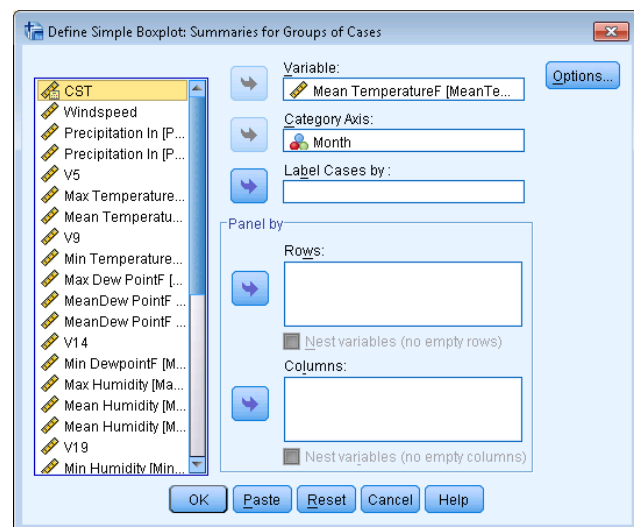 Define Simple Boxplot: Summaries for Groups of Cases
CST
Windspeed
Precipitation In [P...
Precipitation In [P...
V5
Max Temperature...
Mean Temperatu...
V9
Min Temperature...
Max Dew PointF [...
MeanDew PointF ...
MeanDew PointF ...
V14
Min DewpointF [M...
Max Humidity [Ma...
Mean Humidity [M...
Mean Humidity [M...
V19
Min Humidity [Min...
Variable:
Mean TemperatureF [MeanTe...
Category Axis:
Month
Label Cases by :
Panel by
Rows:
Nest variables (no empty rows)
Columns:
Nest variables (no empty columns)
Options...
OK Paste Reset Cancel Help